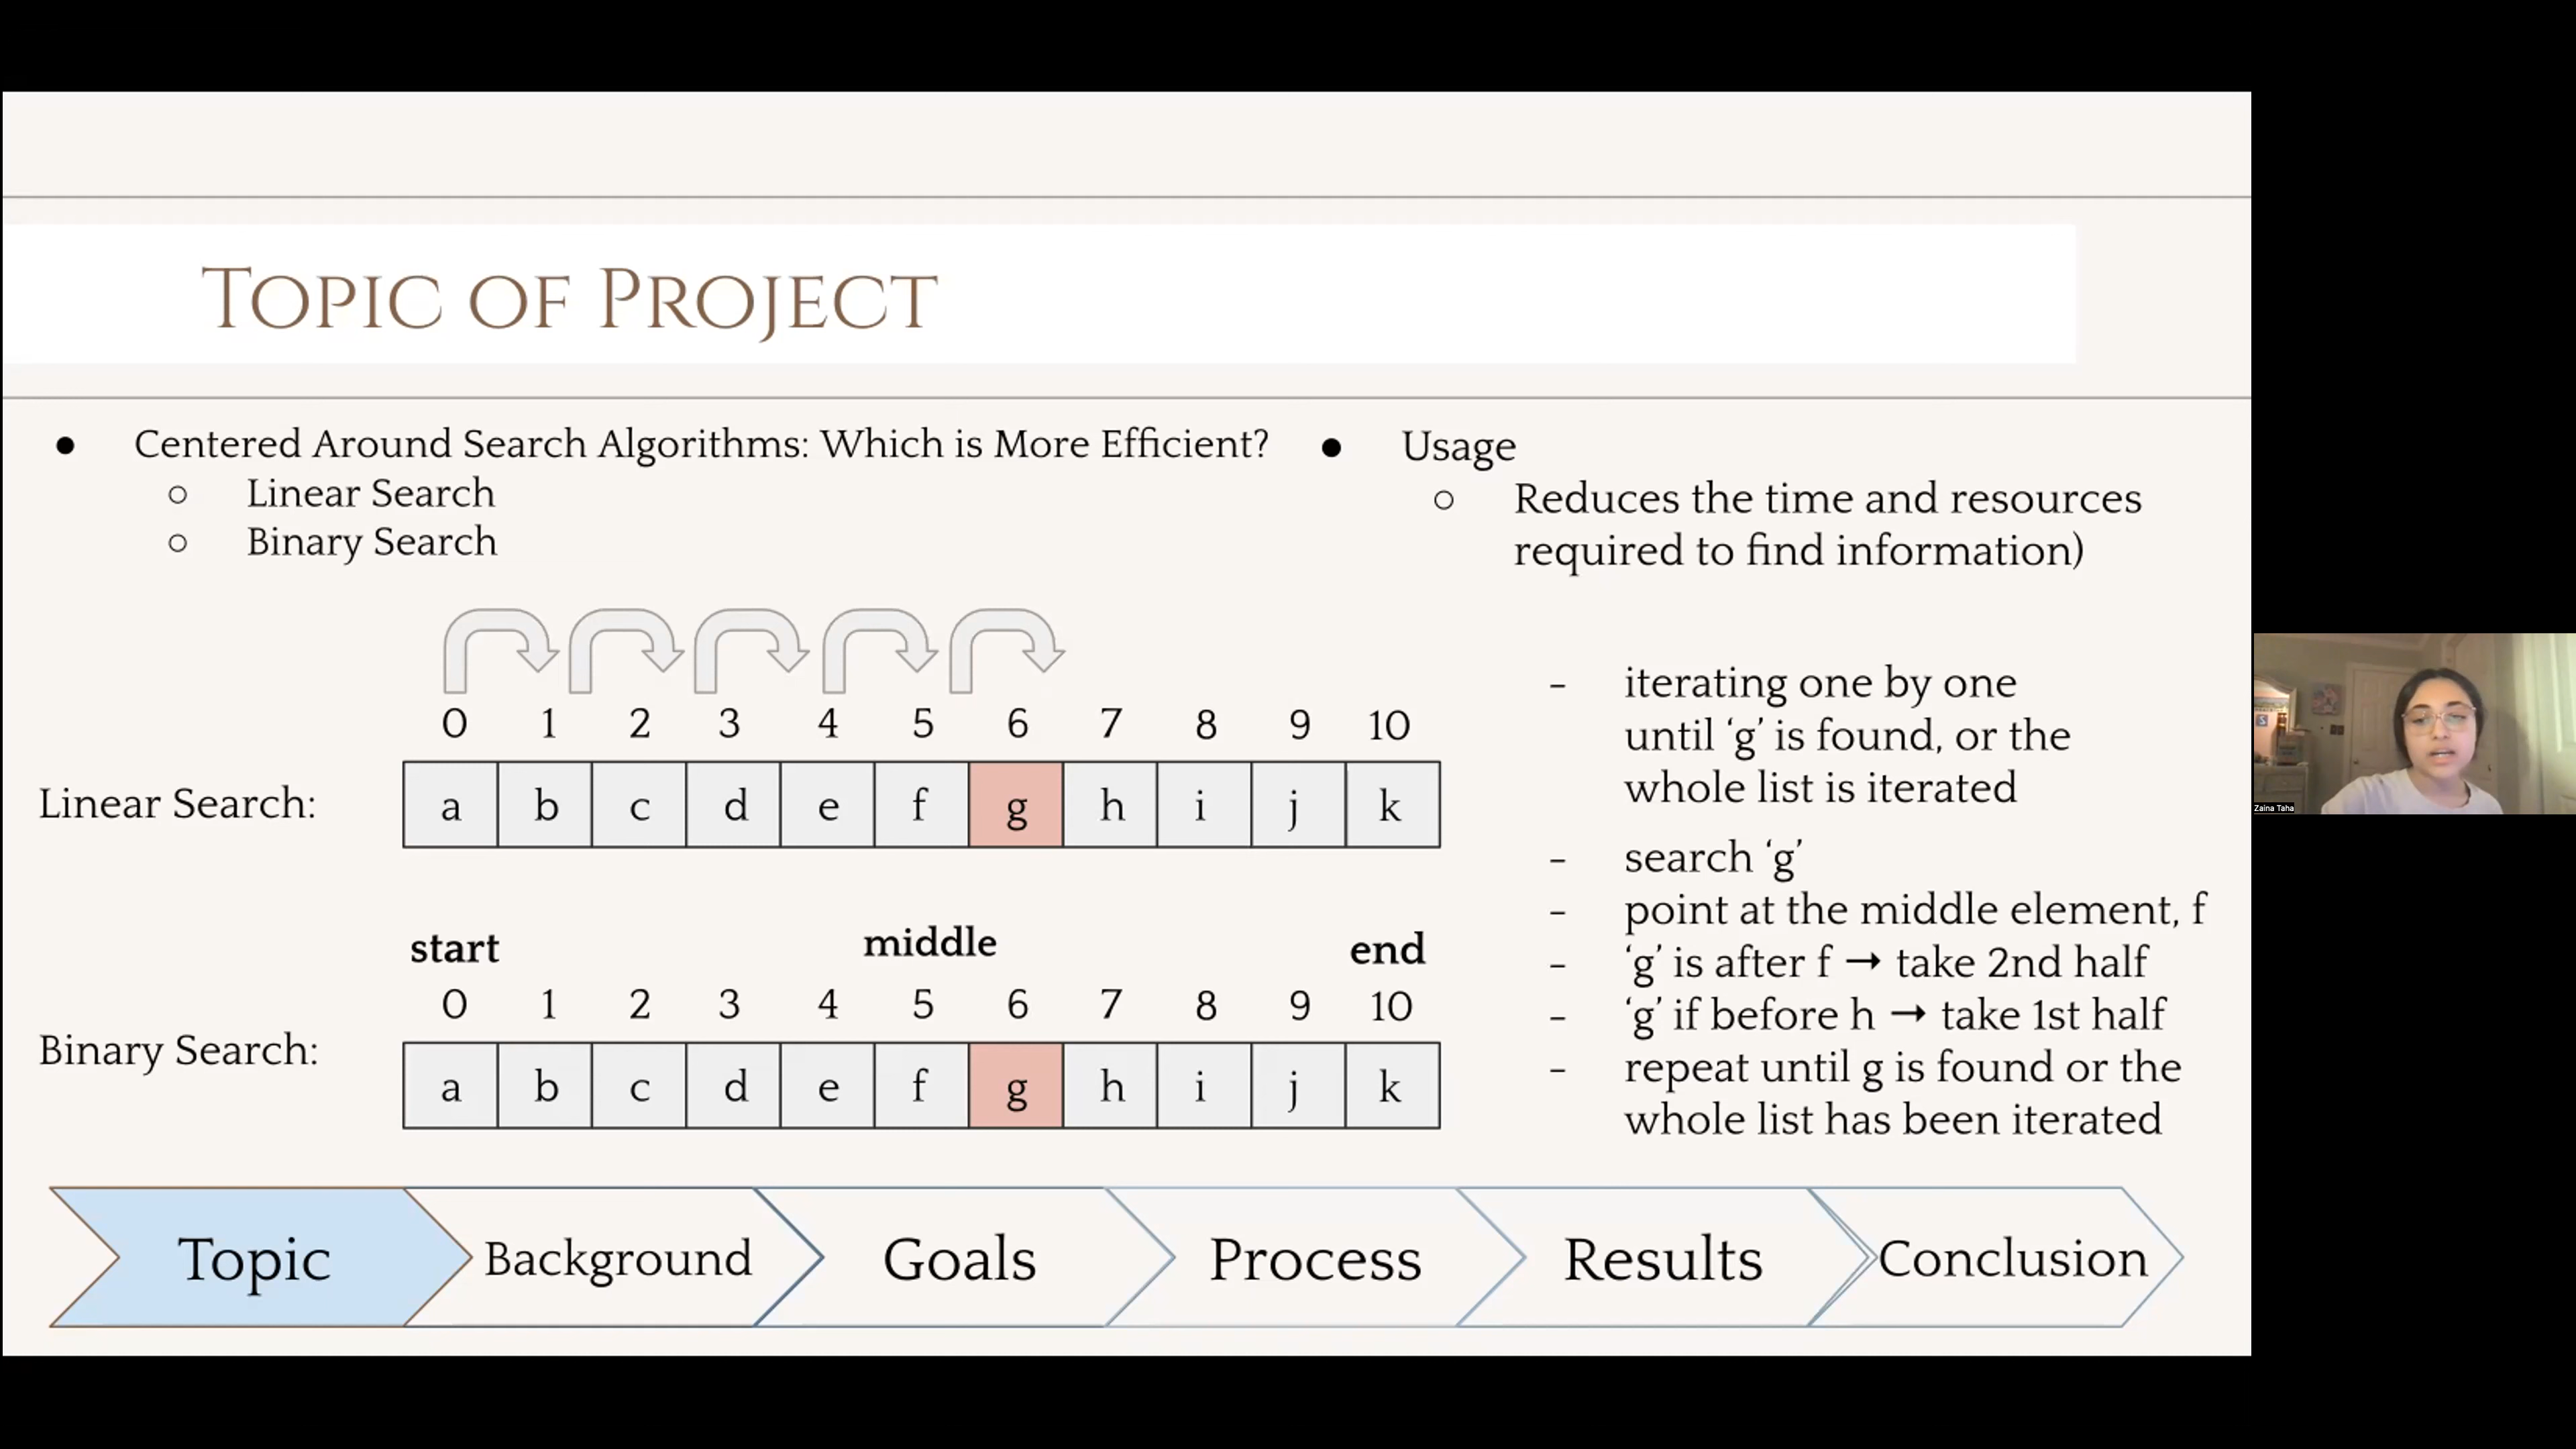 TOPIC OF PROJECT
● Centered Around Search Algorithms: Which is More Efficient?
○ Linear Search
○ Binary Search
● Usage
○ Reduces the time and resources
required to find information)
0 1 2 3 4 5 6 7 8 9 10
Linear Search: a b c d e f g h i j k
- iterating one by one
until ‘g’ is found, or the
whole list is iterated
start middle end
0 1 2 3 4 5 6 7 8 9 10
Binary Search: a b c d e f g h i j k
- search ‘g’
- point at the middle element, f
- ‘g’ is after f → take 2nd half
- ‘g’ if before h → take 1st half
- repeat until g is found or the
whole list has been iterated
Zaina Taha
Topic Background Goals Process Results Conclusion